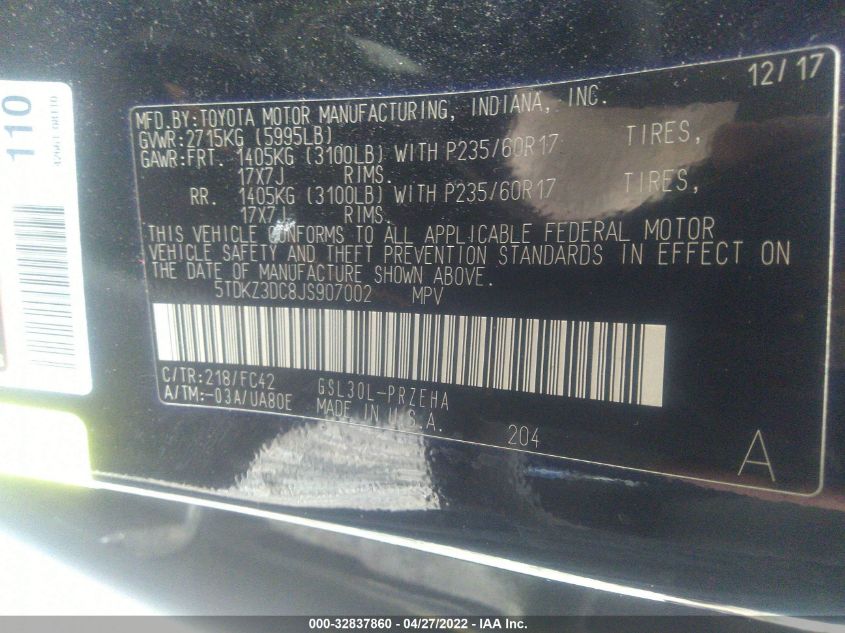 12/17
MFD.BY:TOYOTA MOTOR MANUFACTURING, INDIANA, INC.
GVWR:2715KG (5995LB)
GAWR:FRT. 1405KG (3100LB) WITH P235/60R17 TIRES,
17X7J RIMS.
RR. 1405KG (3100LB) WITH P235/60R17 TIRES,
17X7J RIMS.
THIS VEHICLE CONFORMS TO ALL APPLICABLE FEDERAL MOTOR
VEHICLE SAFETY AND THEFT PREVENTION STANDARDS IN EFFECT ON
THE DATE OF MANUFACTURE SHOWN ABOVE.
5TDKZ3DC8JS907002 MPV
C/TR:218/FC42 GSL30L-PRZEHA
A/TM:-03A/UA80E MADE IN U.S.A.
204
A
110
000-32837860 - 04/27/2022 - IAA Inc.